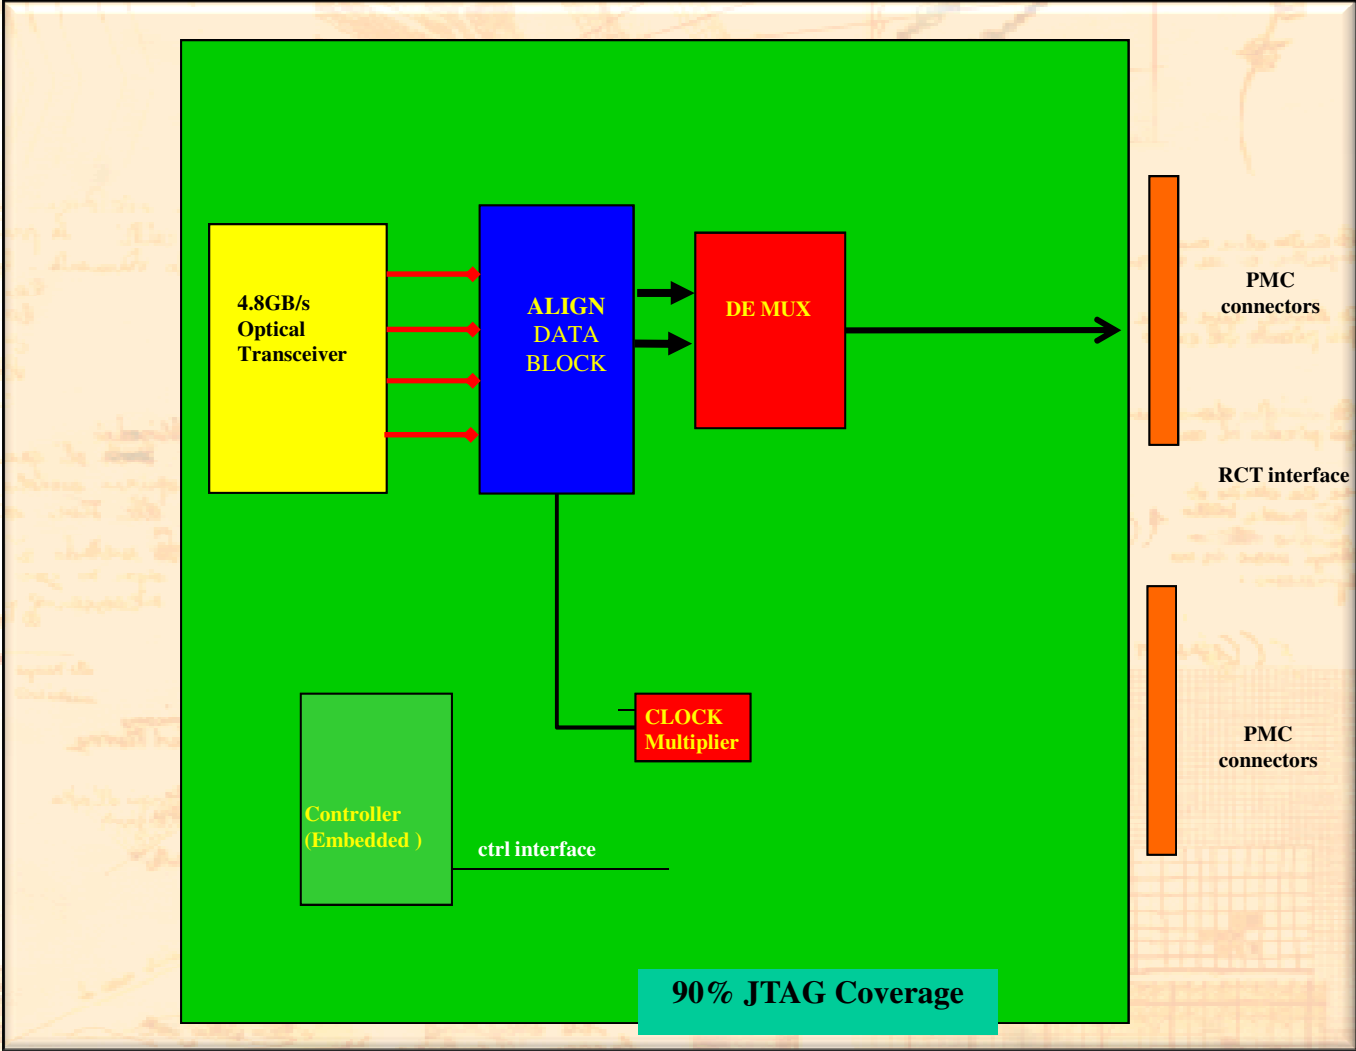 4.8GB/s
Optical
Transceiver
ALIGN
DATA
BLOCK
DE MUX
PMC
connectors
RCT interface
CLOCK
Multiplier
PMC
connectors
Controller
(Embedded )
ctrl interface
90% JTAG Coverage